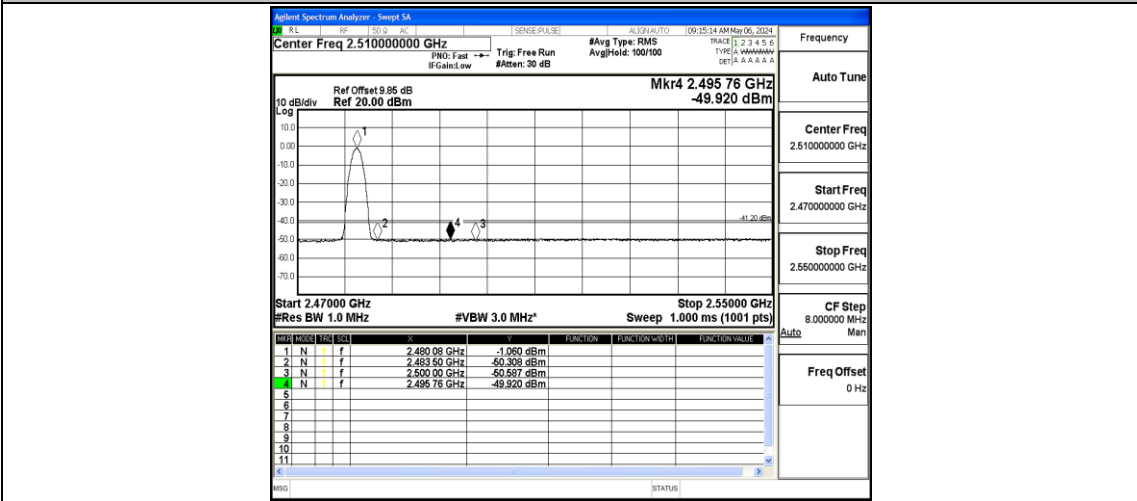 Agilent Spectrum Analyzer - Swept SA
RL RF 50 Ω AC SENSE:PULSE ALIGN AUTO 09:15:14 AM May 06, 2024
Center Freq 2.510000000 GHz
PNO: Fast
IFGain:Low
Trig: Free Run
#Atten: 30 dB
#Avg Type: RMS
Avg|Hold: 100/100
TRACE 1 2 3 4 5 6
TYPE A WWWWW
DET A A A A A A
Frequency
Mkr4 2.495 76 GHz
-49.920 dBm
Ref Offset 9.85 dB
10 dB/div Ref 20.00 dBm
Log
10.0
0.00
-10.0
-20.0
-30.0
-40.0
-50.0
-60.0
-70.0
1
2
4
3
-41.20 dBm
Start 2.47000 GHz Stop 2.55000 GHz
#Res BW 1.0 MHz #VBW 3.0 MHz* Sweep 1.000 ms (1001 pts)
MKR MODE TRC SCL X Y FUNCTION FUNCTION WIDTH FUNCTION VALUE
1 N 1 f 2.480 08 GHz -1.060 dBm
2 N 1 f 2.483 50 GHz -50.308 dBm
3 N 1 f 2.500 00 GHz -50.587 dBm
4 N 1 f 2.495 76 GHz -49.920 dBm
5
6
7
8
9
10
11
MSG STATUS
Auto Tune
Center Freq
2.510000000 GHz
Start Freq
2.470000000 GHz
Stop Freq
2.550000000 GHz
CF Step
8.000000 MHz
Auto Man
Freq Offset
0 Hz